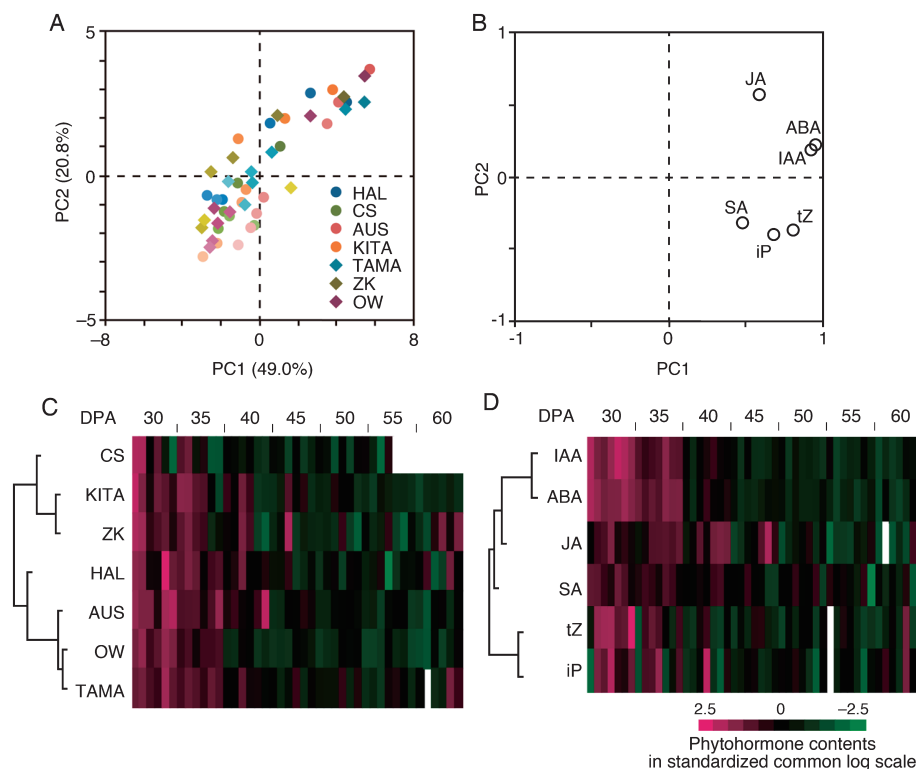 A
5
0
–5
PC2 (20.8%)
–8
0
8
PC1 (49.0%)
HAL
CS
AUS
KITA
TAMA
ZK
OW
B
1
0
-1
PC2
-1
0
1
PC1
JA
ABA
IAA
SA
tZ
iP
C
DPA 30 35 40 45 50 55 60
CS
KITA
ZK
HAL
AUS
OW
TAMA
D
DPA 30 35 40 45 50 55 60
IAA
ABA
JA
SA
tZ
iP
2.5 0 –2.5
Phytohormone contents
in standardized common log scale